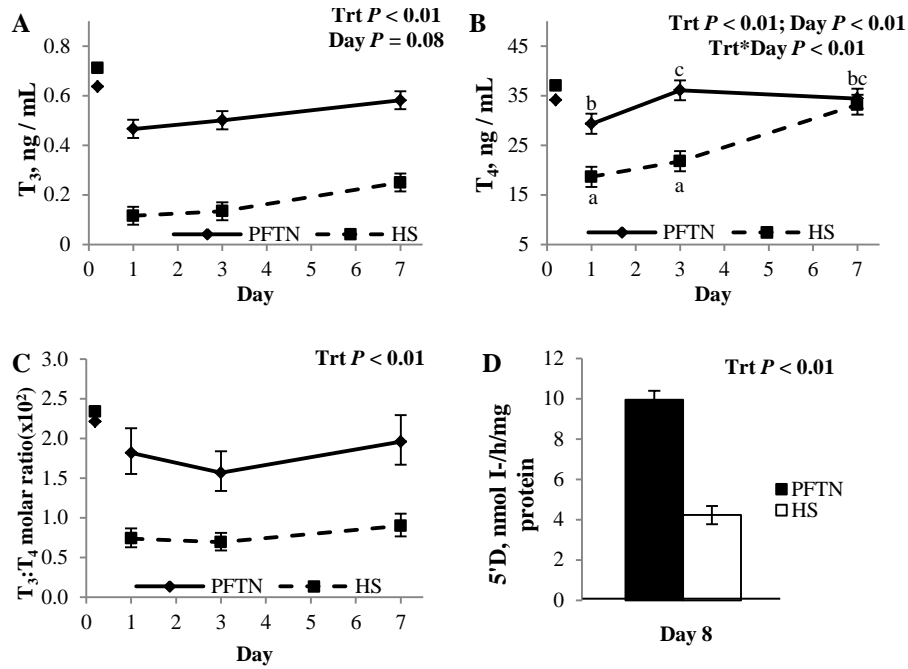 A
Trt P < 0.01
Day P = 0.08
T3, ng / mL
0.8
0.6
0.4
0.2
0
PFTN
HS
0 1 2 3 4 5 6 7
Day
B
Trt P < 0.01; Day P < 0.01
Trt*Day P < 0.01
T4, ng / mL
45
35
25
15
5
b
c
bc
a
a
PFTN
HS
0 1 2 3 4 5 6 7
Day
C
Trt P < 0.01
T3:T4 molar ratio(x10²)
3.0
2.5
2.0
1.5
1.0
0.5
0.0
PFTN
HS
0 1 2 3 4 5 6 7
Day
D
Trt P < 0.01
5'D, nmol I-/h/mg
protein
12
10
8
6
4
2
0
PFTN
HS
Day 8